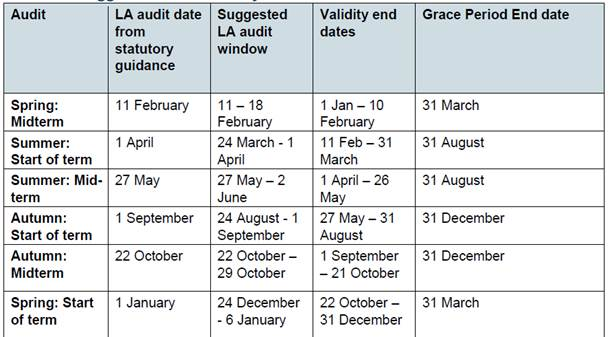 Audit
LA audit date
from
statutory
guidance
Suggested
LA audit
window
Validity end
dates
Grace Period End date
Spring:
Midterm
11 February
11 – 18
February
1 Jan – 10
February
31 March
Summer:
Start of term
1 April
24 March - 1
April
11 Feb – 31
March
31 August
Summer: Mid-
term
27 May
27 May – 2
June
1 April – 26
May
31 August
Autumn:
Start of term
1 September
24 August - 1
September
27 May – 31
August
31 December
Autumn:
Midterm
22 October
22 October –
29 October
1 September
– 21 October
31 December
Spring: Start
of term
1 January
24 December
- 6 January
22 October –
31 December
31 March